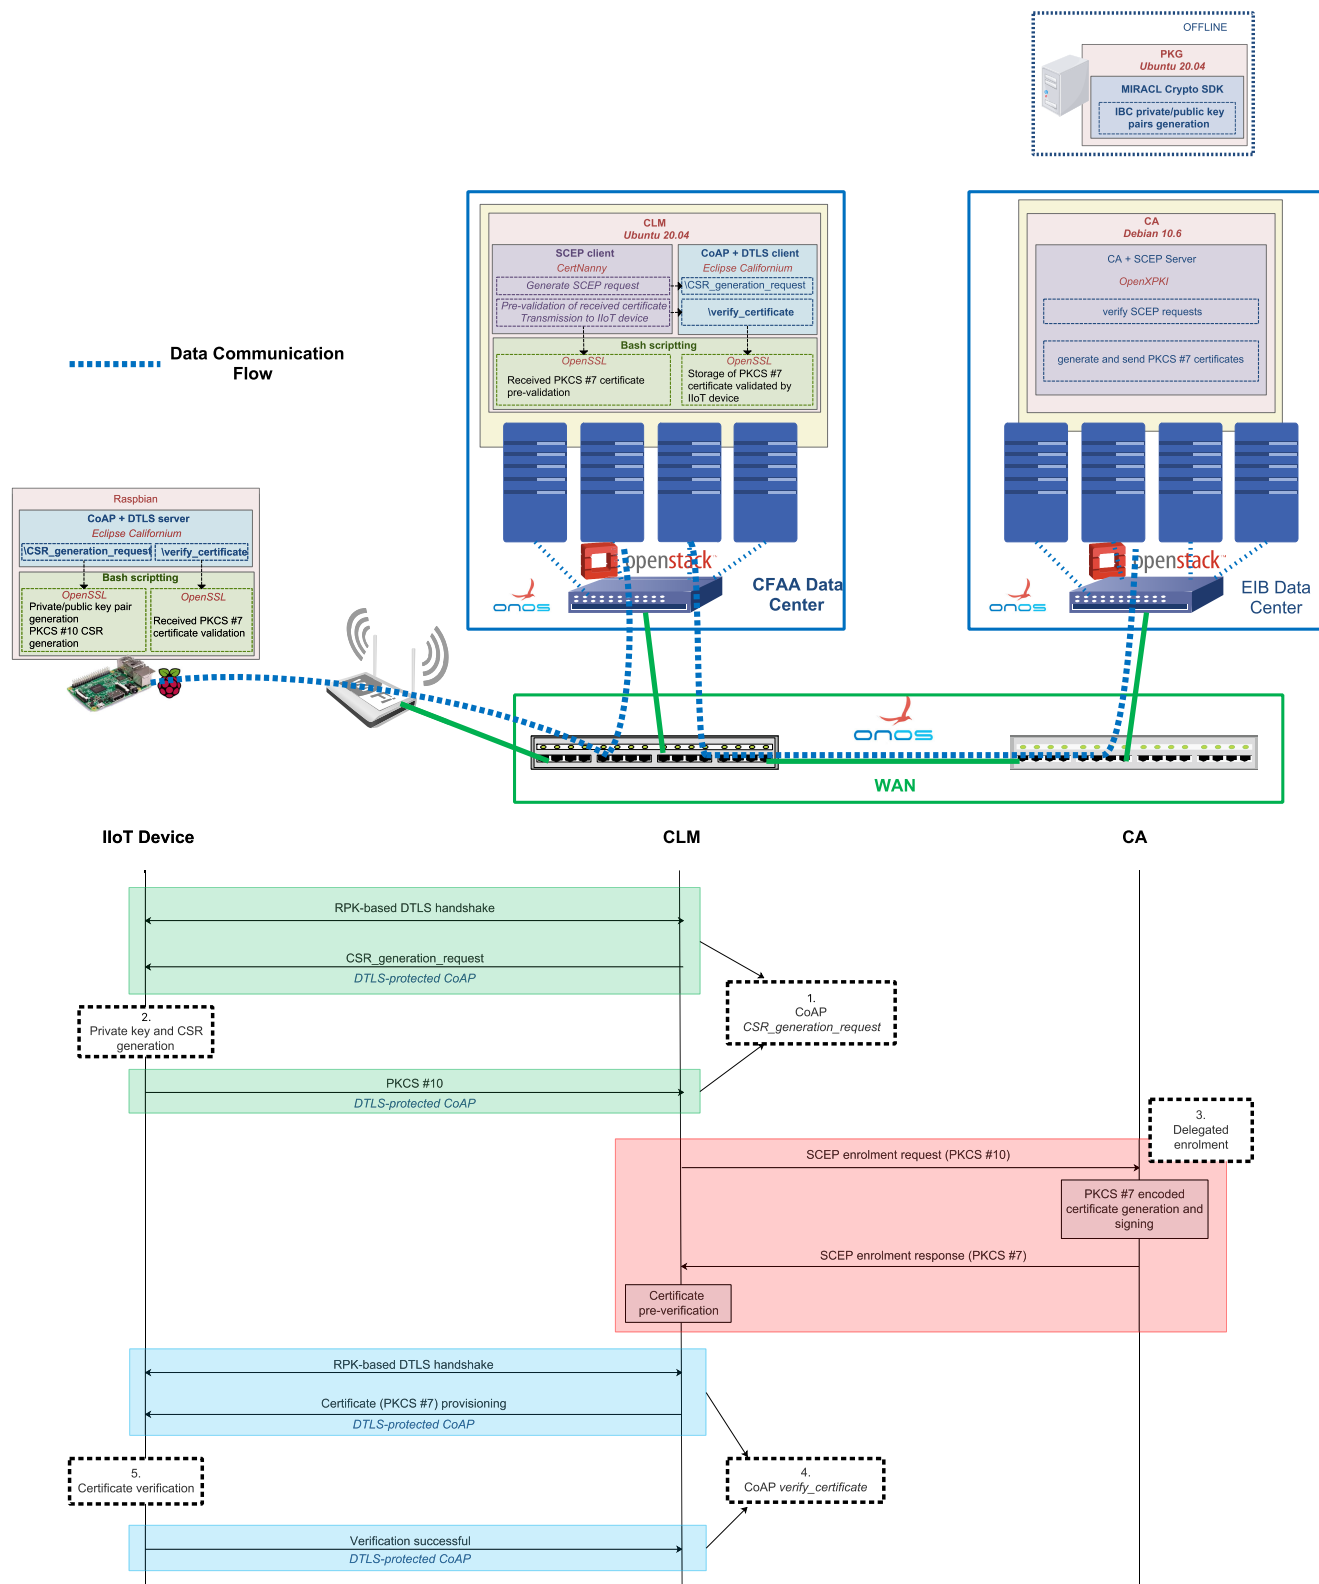 OFFLINE
PKG
Ubuntu 20.04
MIRACL Crypto SDK
IBC private/public key
pairs generation
CLM
Ubuntu 20.04
SCEP client
CertNanny
Generate SCEP request
Pre-validation of received certificate
Transmission to IIoT device
CoAP + DTLS client
Eclipse Californium
\CSR_generation_request
\verify_certificate
Bash scriptting
OpenSSL
Received PKCS #7 certificate
pre-validation
OpenSSL
Storage of PKCS #7
certificate validated by
IIoT device
CA
Debian 10.6
CA + SCEP Server
OpenXPKI
verify SCEP requests
generate and send PKCS #7 certificates
Data Communication
Flow
Raspbian
CoAP + DTLS server
Eclipse Californium
\CSR_generation_request
\verify_certificate
Bash scriptting
OpenSSL
Private/public key pair
generation
PKCS #10 CSR
generation
OpenSSL
Received PKCS #7
certificate validation
openstack
onos
CFAA Data
Center
openstack
onos
EIB Data
Center
onos
WAN
IIoT Device
CLM
CA
RPK-based DTLS handshake
CSR_generation_request
DTLS-protected CoAP
1.
CoAP
CSR_generation_request
2.
Private key and CSR
generation
PKCS #10
DTLS-protected CoAP
3.
Delegated
enrolment
SCEP enrolment request (PKCS #10)
PKCS #7 encoded
certificate generation and
signing
SCEP enrolment response (PKCS #7)
Certificate
pre-verification
RPK-based DTLS handshake
Certificate (PKCS #7) provisioning
DTLS-protected CoAP
5.
Certificate verification
4.
CoAP verify_certificate
Verification successful
DTLS-protected CoAP